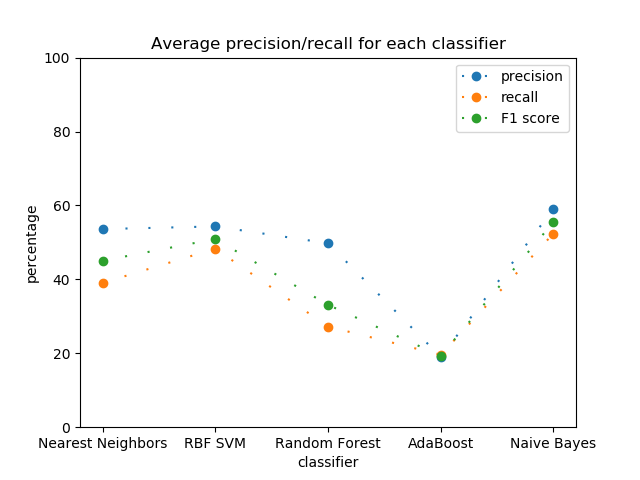 Average precision/recall for each classifier
100
80
60
40
20
0
percentage
precision
recall
F1 score
Nearest Neighbors
RBF SVM
Random Forest
AdaBoost
Naive Bayes
classifier